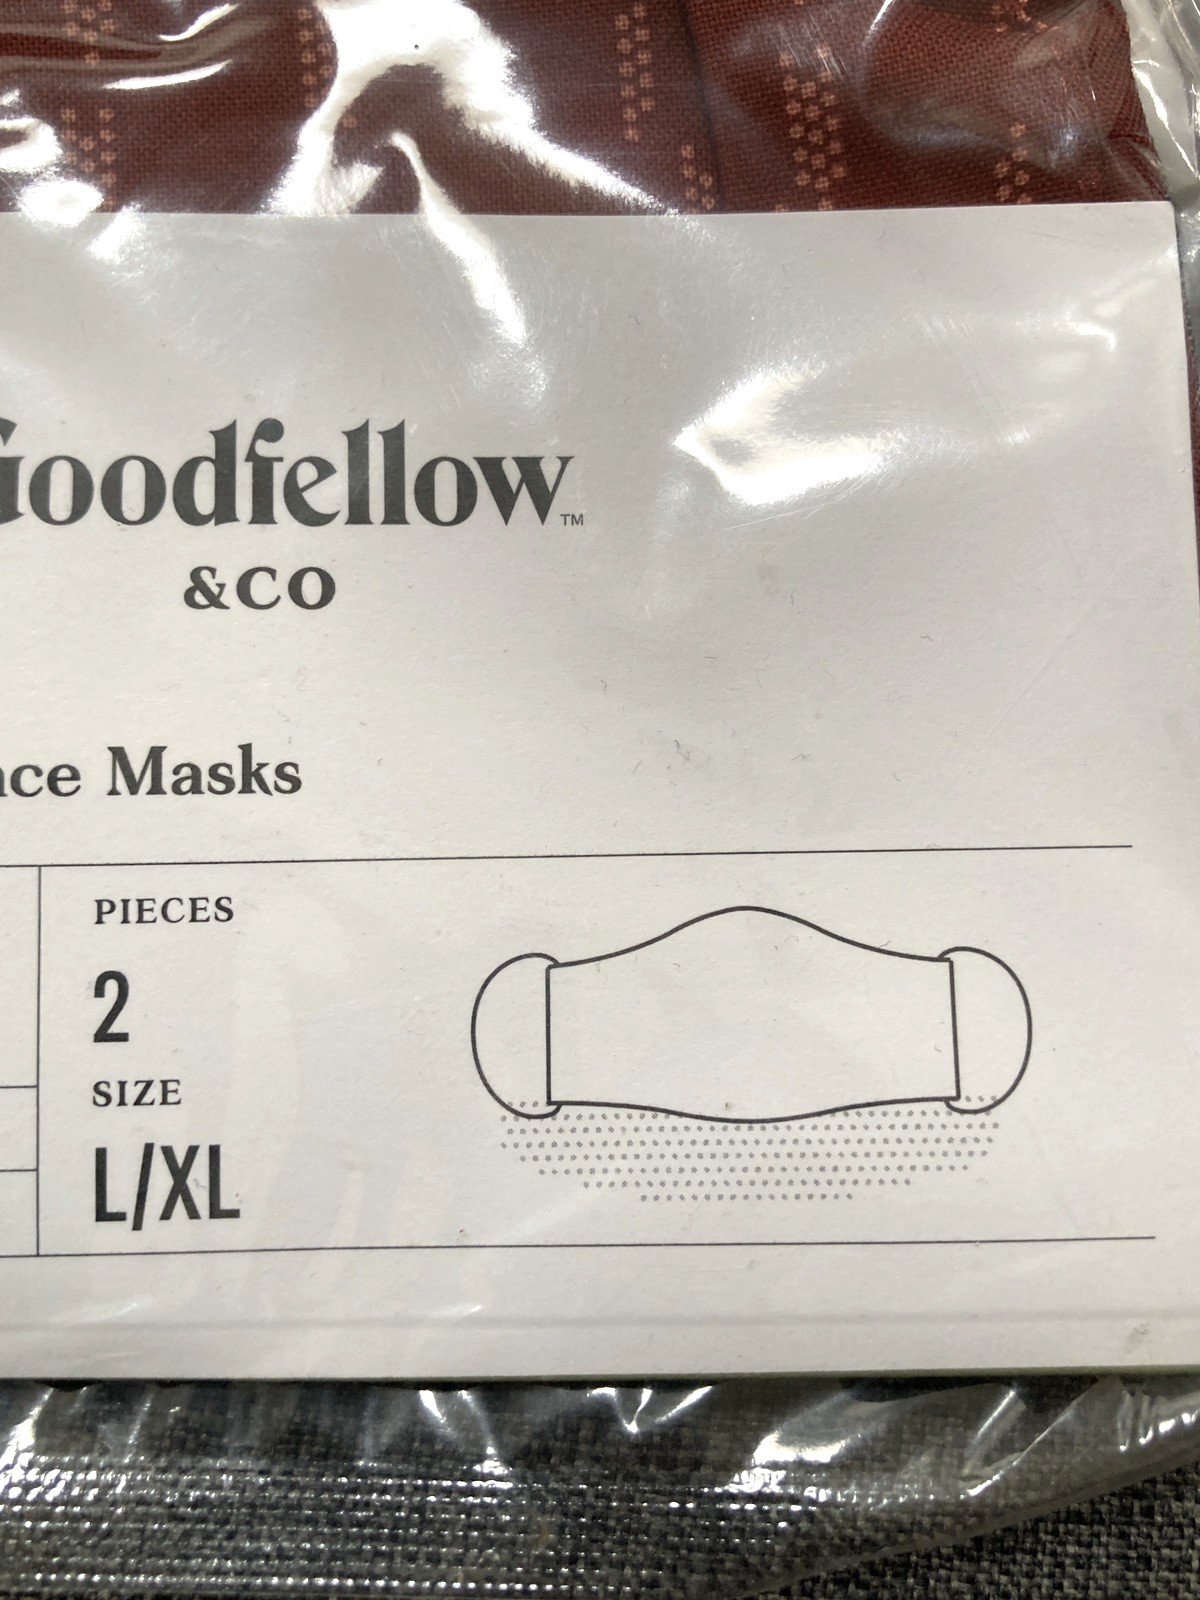 Goodfellow™
&CO
ace Masks
PIECES
2
SIZE
L/XL